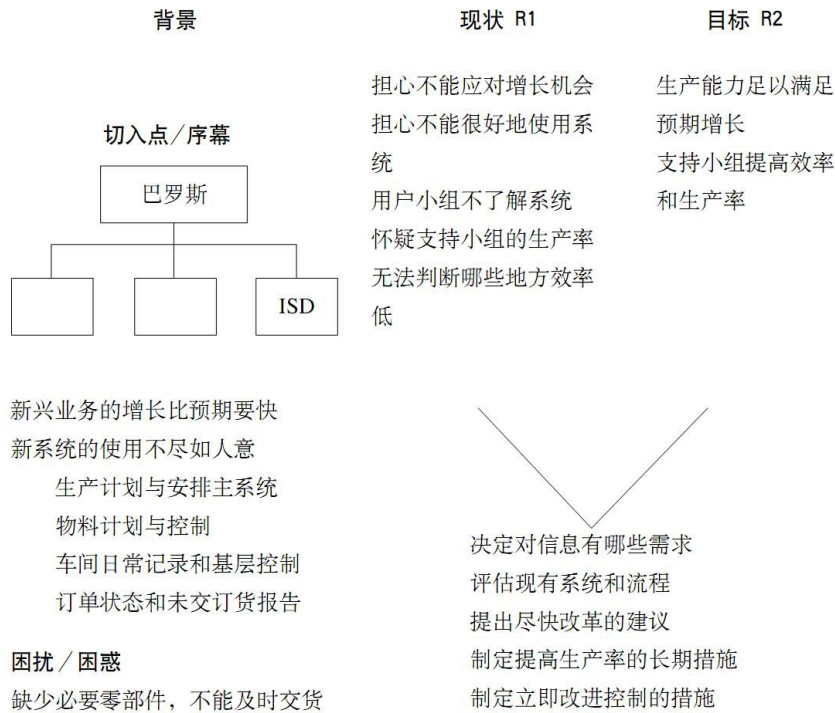 背景
切入点／序幕
巴罗斯
ISD
新兴业务的增长比预期要快
新系统的使用不尽如人意
生产计划与安排主系统
物料计划与控制
车间日常记录和基层控制
订单状态和未交订货报告
困扰／困惑
缺少必要零部件，不能及时交货
现状 R1
担心不能应对增长机会
担心不能很好地使用系
统
用户小组不了解系统
怀疑支持小组的生产率
无法判断哪些地方效率
低
目标 R2
生产能力足以满足
预期增长
支持小组提高效率
和生产率
决定对信息有哪些需求
评估现有系统和流程
提出尽快改革的建议
制定提高生产率的长期措施
制定立即改进控制的措施